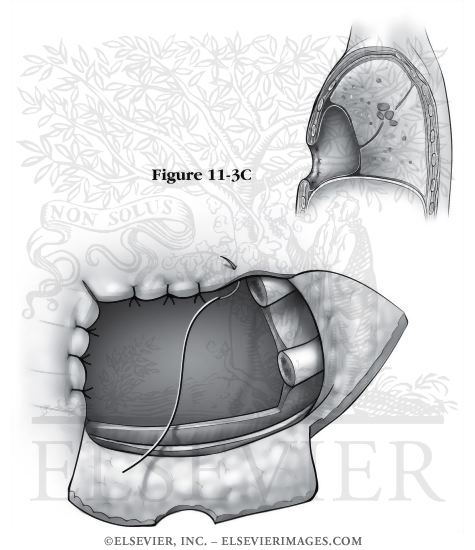 Figure 11-3C
NON SOLUS
ELSEVIER
©ELSEVIER, INC. – ELSEVIERIMAGES.COM